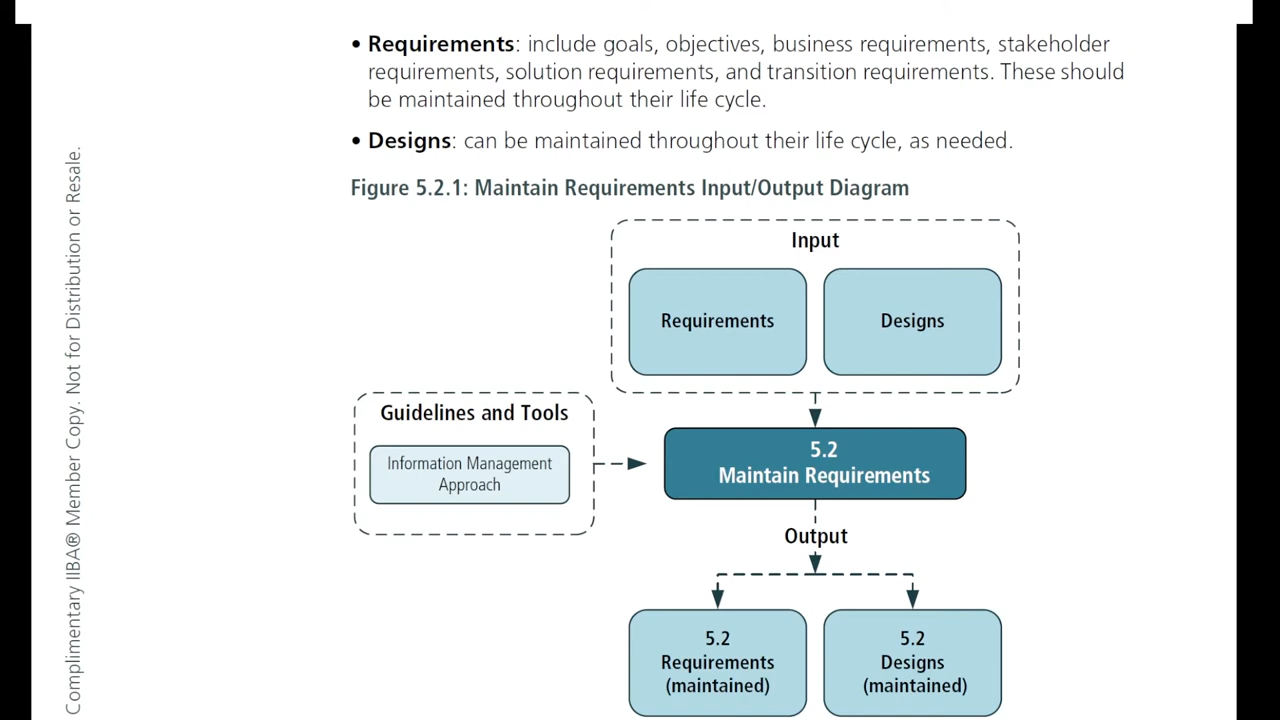 • Requirements: include goals, objectives, business requirements, stakeholder
requirements, solution requirements, and transition requirements. These should
be maintained throughout their life cycle.
• Designs: can be maintained throughout their life cycle, as needed.
Figure 5.2.1: Maintain Requirements Input/Output Diagram
Input
Requirements
Designs
Guidelines and Tools
Information Management
Approach
5.2
Maintain Requirements
Output
5.2
Requirements
(maintained)
5.2
Designs
(maintained)
Complimentary IIBA® Member Copy. Not for Distribution or Resale.